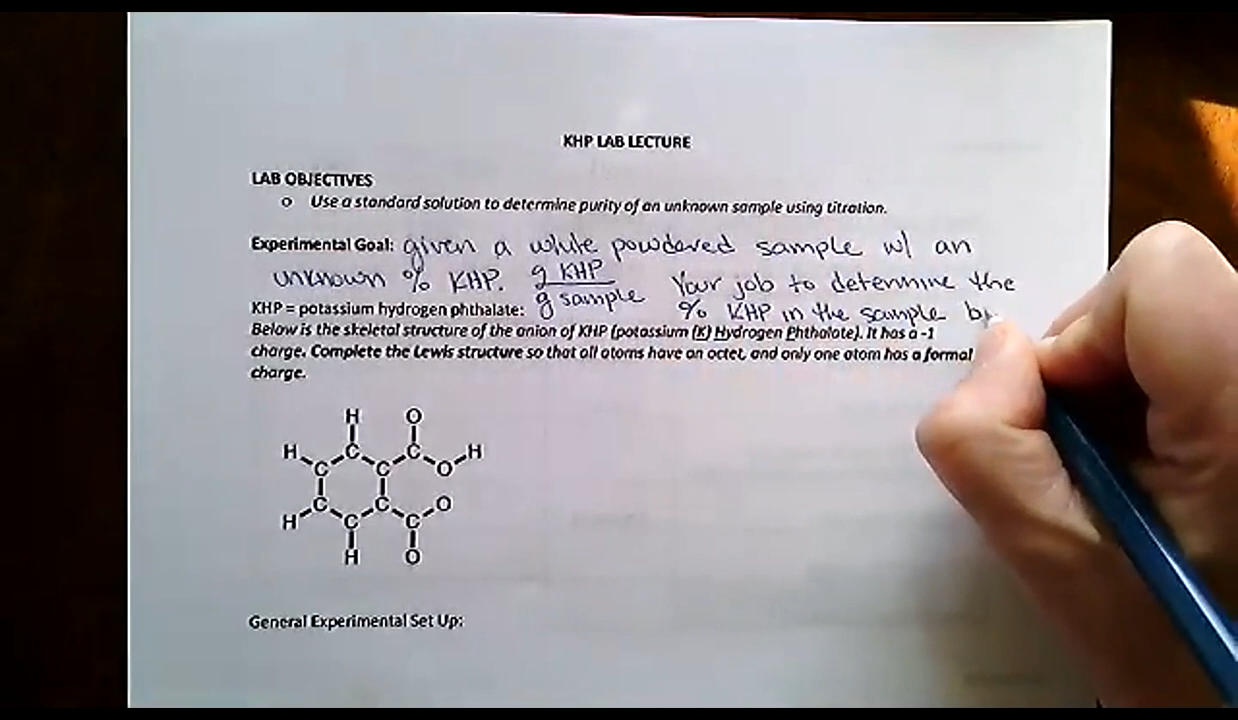 KHP LAB LECTURE
LAB OBJECTIVES
o Use a standard solution to determine purity of an unknown sample using titration.
Experimental Goal: given a white powdered sample w/ an
unknown % KHP. g KHP / g sample Your job to determine the
KHP = potassium hydrogen phthalate: % KHP in the sample by
Below is the skeletal structure of the anion of KHP (potassium (K) Hydrogen Phthalate). It has a -1
charge. Complete the Lewis structure so that all atoms have an octet, and only one atom has a formal
charge.
H O
H C C H
C C O
C C O
H C C
H O
General Experimental Set Up: